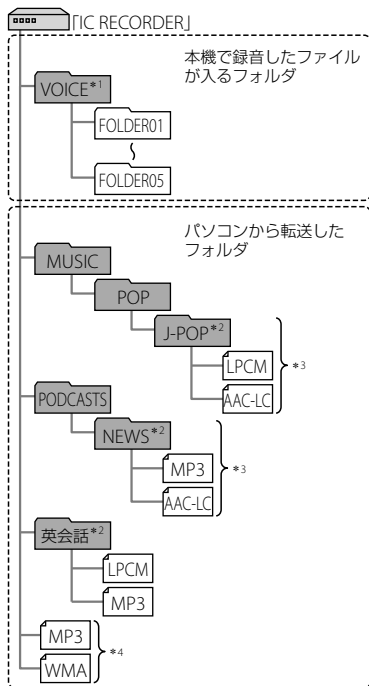 「IC RECORDER」
本機で録音したファイル
が入るフォルダ
VOICE*1
FOLDER01
FOLDER05
パソコンから転送した
フォルダ
MUSIC
POP
J-POP*2
LPCM
*3
AAC-LC
PODCASTS
NEWS*2
MP3
*3
AAC-LC
英会話*2
LPCM
MP3
MP3
*4
WMA